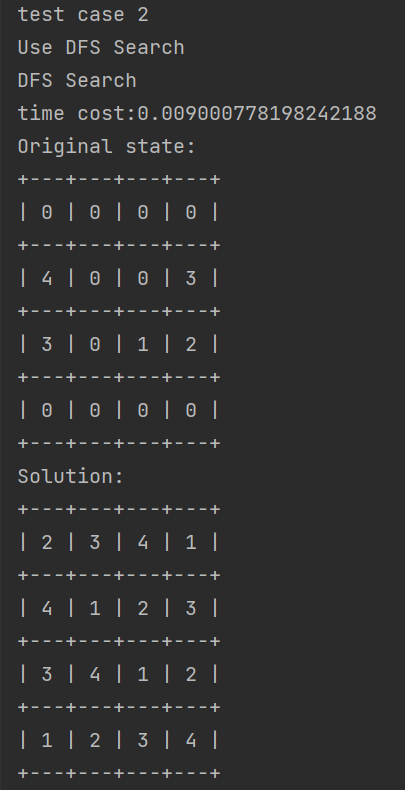 test case 2
Use DFS Search
DFS Search
time cost:0.009000778198242188
Original state:
+---+---+---+---+
| 0 | 0 | 0 | 0 |
+---+---+---+---+
| 4 | 0 | 0 | 3 |
+---+---+---+---+
| 3 | 0 | 1 | 2 |
+---+---+---+---+
| 0 | 0 | 0 | 0 |
+---+---+---+---+
Solution:
+---+---+---+---+
| 2 | 3 | 4 | 1 |
+---+---+---+---+
| 4 | 1 | 2 | 3 |
+---+---+---+---+
| 3 | 4 | 1 | 2 |
+---+---+---+---+
| 1 | 2 | 3 | 4 |
+---+---+---+---+